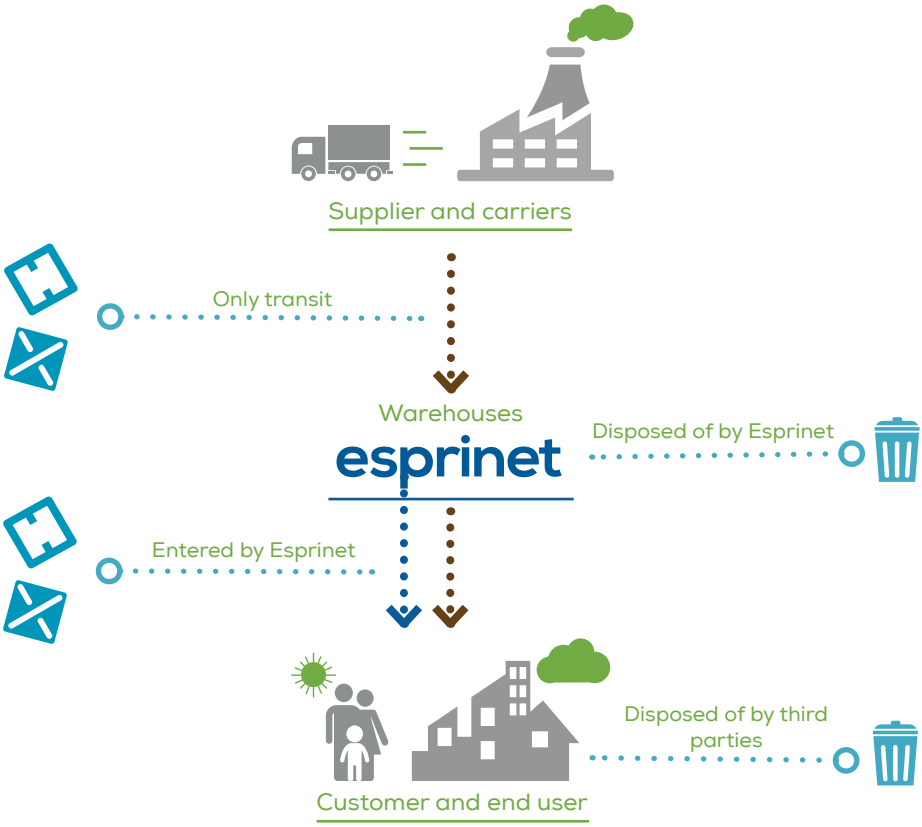 Supplier and carriers
Only transit
Warehouses
esprinet
Disposed of by Esprinet
Entered by Esprinet
Disposed of by third
parties
Customer and end user